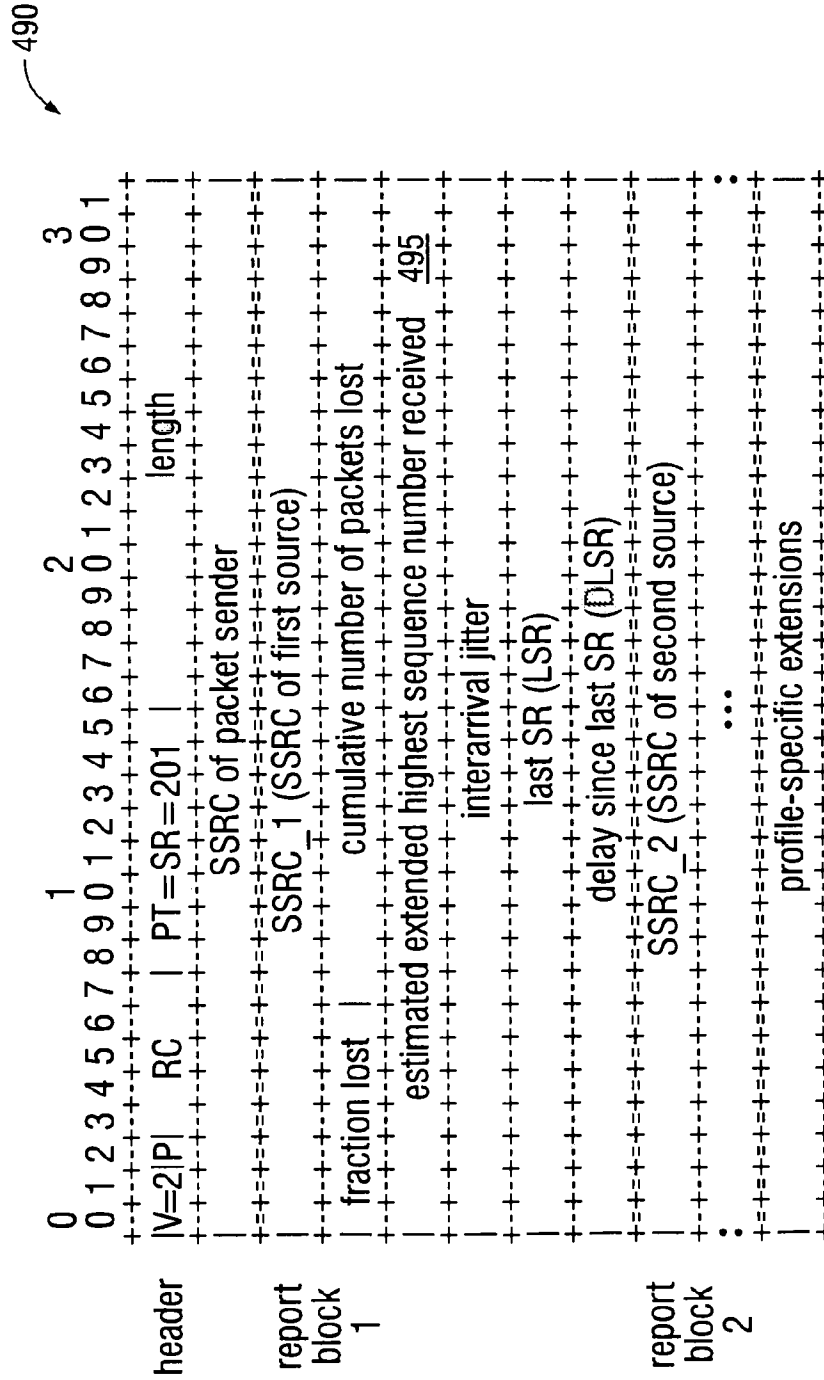 490
0 1 2 3
0 1 2 3 4 5 6 7 8 9 0 1 2 3 4 5 6 7 8 9 0 1 2 3 4 5 6 7 8 9 0 1
+-+-+-+-+-+-+-+-+-+-+-+-+-+-+-+-+-+-+-+-+-+-+-+-+-+-+-+-+-+-+-+-+
header |V=2|P| RC | PT=SR=201 | length |
+-+-+-+-+-+-+-+-+-+-+-+-+-+-+-+-+-+-+-+-+-+-+-+-+-+-+-+-+-+-+-+-+
| SSRC of packet sender |
+=+=+=+=+=+=+=+=+=+=+=+=+=+=+=+=+=+=+=+=+=+=+=+=+=+=+=+=+=+=+=+=+
report block 1 | SSRC_1 (SSRC of first source) |
+-+-+-+-+-+-+-+-+-+-+-+-+-+-+-+-+-+-+-+-+-+-+-+-+-+-+-+-+-+-+-+-+
| fraction lost | cumulative number of packets lost |
+-+-+-+-+-+-+-+-+-+-+-+-+-+-+-+-+-+-+-+-+-+-+-+-+-+-+-+-+-+-+-+-+
| estimated extended highest sequence number received 495 |
+-+-+-+-+-+-+-+-+-+-+-+-+-+-+-+-+-+-+-+-+-+-+-+-+-+-+-+-+-+-+-+-+
| interarrival jitter |
+-+-+-+-+-+-+-+-+-+-+-+-+-+-+-+-+-+-+-+-+-+-+-+-+-+-+-+-+-+-+-+-+
| last SR (LSR) |
+-+-+-+-+-+-+-+-+-+-+-+-+-+-+-+-+-+-+-+-+-+-+-+-+-+-+-+-+-+-+-+-+
| delay since last SR (DLSR) |
+=+=+=+=+=+=+=+=+=+=+=+=+=+=+=+=+=+=+=+=+=+=+=+=+=+=+=+=+=+=+=+=+
report block 2 | SSRC_2 (SSRC of second source) |
+-+-+-+-+-+-+-+-+-+-+-+-+-+-+-+-+-+-+-+-+-+-+-+-+-+-+-+-+-+-+-+-+
: ... :
+=+=+=+=+=+=+=+=+=+=+=+=+=+=+=+=+=+=+=+=+=+=+=+=+=+=+=+=+=+=+=+=+
| profile-specific extensions |
+-+-+-+-+-+-+-+-+-+-+-+-+-+-+-+-+-+-+-+-+-+-+-+-+-+-+-+-+-+-+-+-+